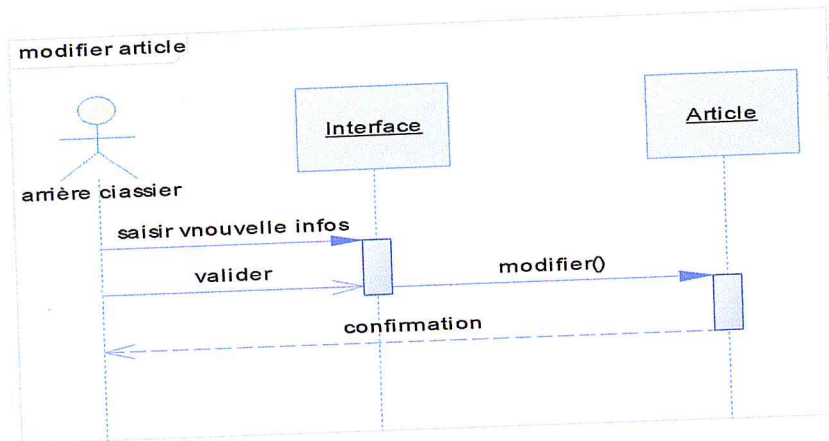 modifier article
Interface
Article
arrière ciassier
saisir vnouvelle infos
valider
modifier()
confirmation